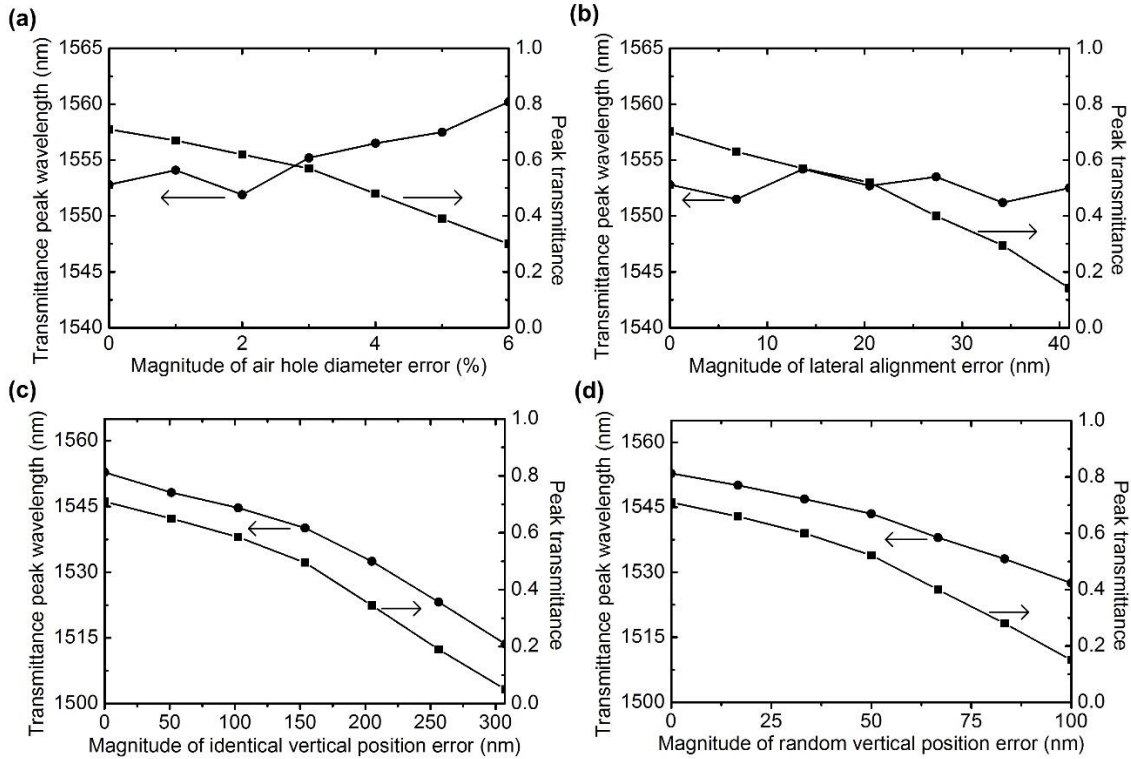 (a)
Transmittance peak wavelength (nm)
1565
1560
1555
1550
1545
1540
0 2 4 6
Magnitude of air hole diameter error (%)
1.0
0.8
0.6
0.4
0.2
0.0
Peak transmittance
(b)
Transmittance peak wavelength (nm)
1565
1560
1555
1550
1545
1540
0 10 20 30 40
Magnitude of lateral alignment error (nm)
1.0
0.8
0.6
0.4
0.2
0.0
Peak transmittance
(c)
Transmittance peak wavelength (nm)
1560
1545
1530
1515
1500
0 50 100 150 200 250 300
Magnitude of identical vertical position error (nm)
1.0
0.8
0.6
0.4
0.2
0.0
Peak transmittance
(d)
Transmittance peak wavelength (nm)
1560
1545
1530
1515
1500
0 25 50 75 100
Magnitude of random vertical position error (nm)
1.0
0.8
0.6
0.4
0.2
0.0
Peak transmittance